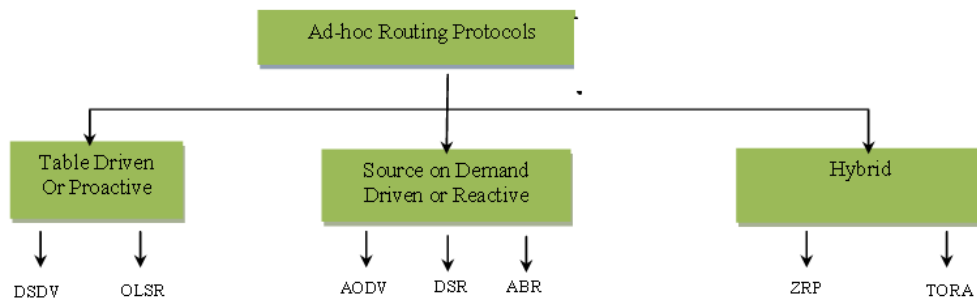 Ad-hoc Routing Protocols
Table Driven
Or Proactive
Source on Demand
Driven or Reactive
Hybrid
DSDV
OLSR
AODV
DSR
ABR
ZRP
TORA